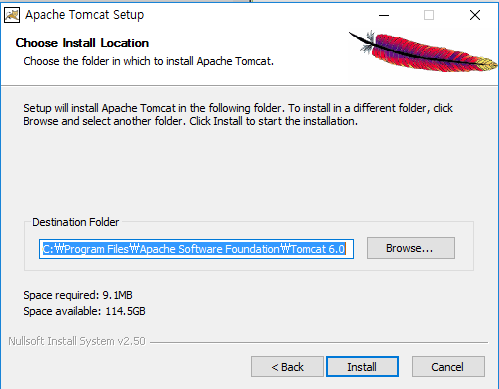 Apache Tomcat Setup
Choose Install Location
Choose the folder in which to install Apache Tomcat.
Setup will install Apache Tomcat in the following folder. To install in a different folder, click
Browse and select another folder. Click Install to start the installation.
Destination Folder
C:₩Program Files₩Apache Software Foundation₩Tomcat 6.0
Browse...
Space required: 9.1MB
Space available: 114.5GB
Nullsoft Install System v2.50
< Back
Install
Cancel